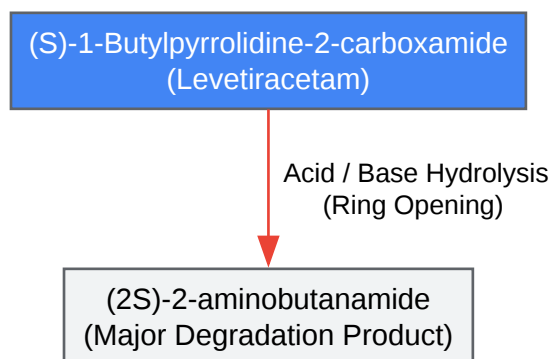 (S)-1-Butylpyrrolidine-2-carboxamide
(Levetiracetam)
Acid / Base Hydrolysis
(Ring Opening)
(2S)-2-aminobutanamide
(Major Degradation Product)